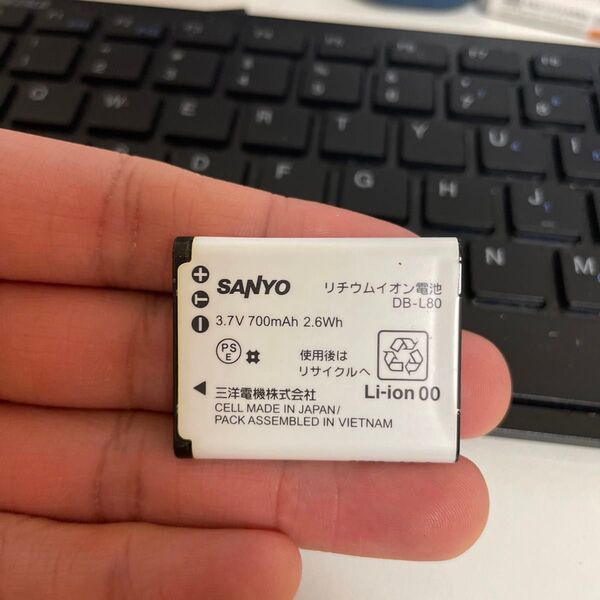 SANYO
リチウムイオン電池
DB-L80
3.7V 700mAh 2.6Wh
PS
E
使用後は
リサイクルへ
Li-ion 00
三洋電機株式会社
CELL MADE IN JAPAN/
PACK ASSEMBLED IN VIETNAM
Q W E R T Y U
D F G H J
N M